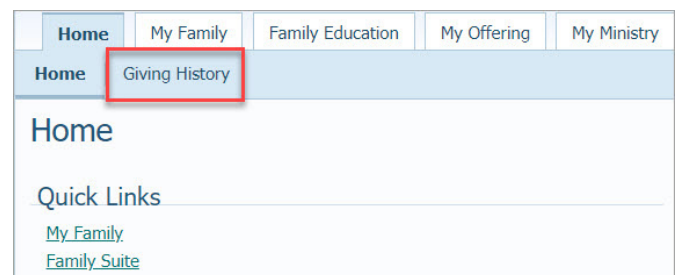 Home My Family Family Education My Offering My Ministry
Home Giving History
Home
Quick Links
My Family
Family Suite